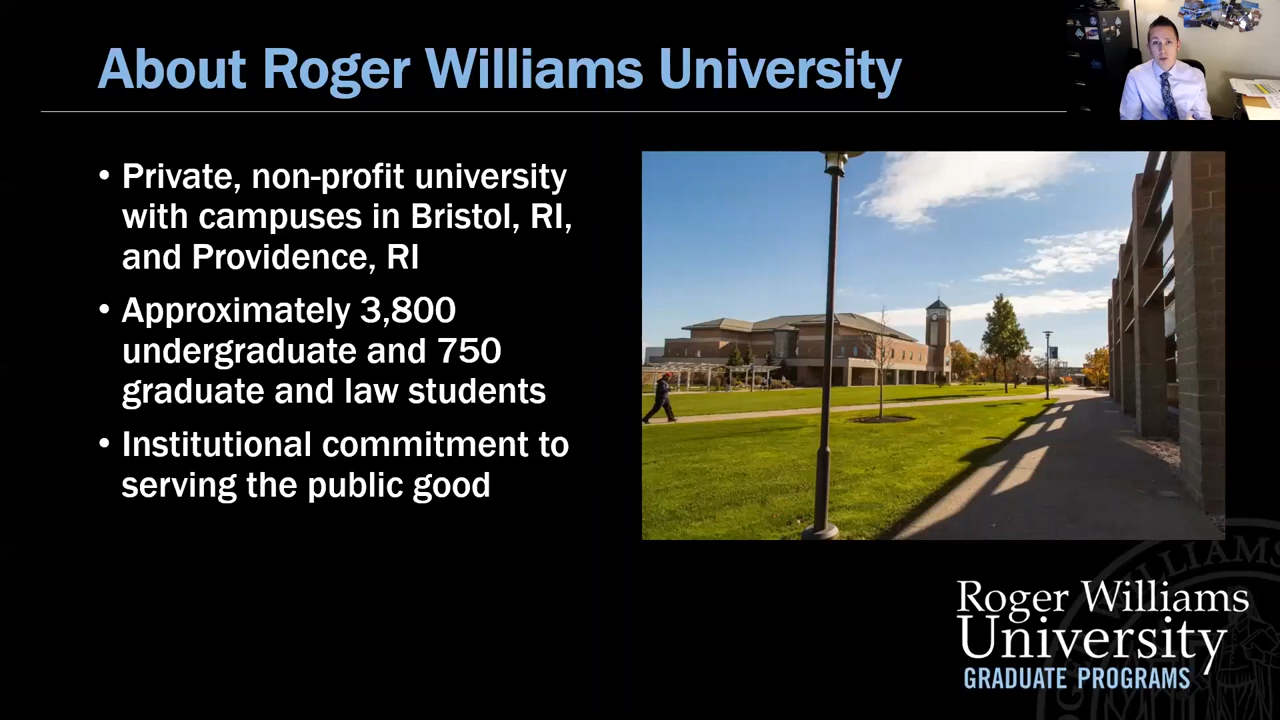 About Roger Williams University
• Private, non-profit university
with campuses in Bristol, RI,
and Providence, RI
• Approximately 3,800
undergraduate and 750
graduate and law students
• Institutional commitment to
serving the public good
WILLIAMS
Roger Williams
University
GRADUATE PROGRAMS